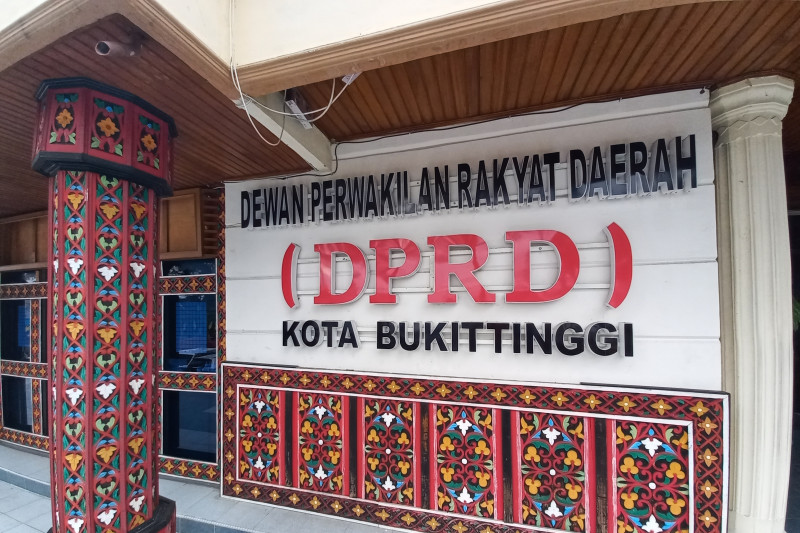 DEWAN PERWAKILAN RAKYAT DAERAH
(DPRD)
KOTA BUKITTINGGI